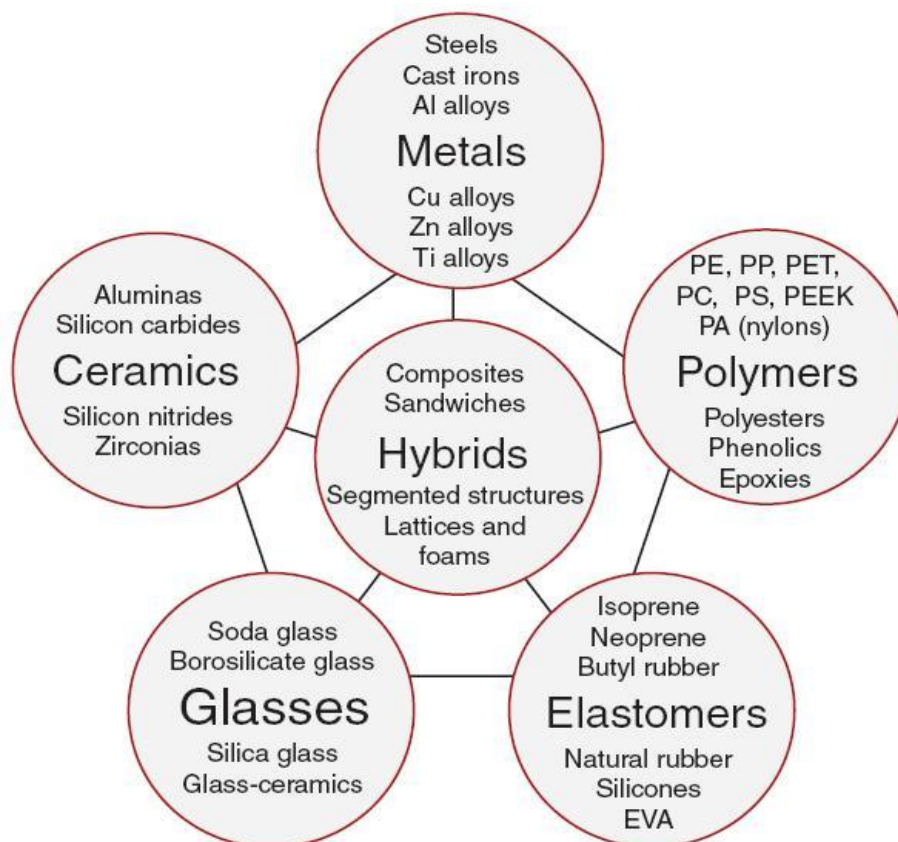 Steels
Cast irons
Al alloys
Metals
Cu alloys
Zn alloys
Ti alloys
Aluminas
Silicon carbides
Ceramics
Silicon nitrides
Zirconias
Composites
Sandwiches
Hybrids
Segmented structures
Lattices and
foams
PE, PP, PET,
PC, PS, PEEK
PA (nylons)
Polymers
Polyesters
Phenolics
Epoxies
Soda glass
Borosilicate glass
Glasses
Silica glass
Glass-ceramics
Isoprene
Neoprene
Butyl rubber
Elastomers
Natural rubber
Silicones
EVA